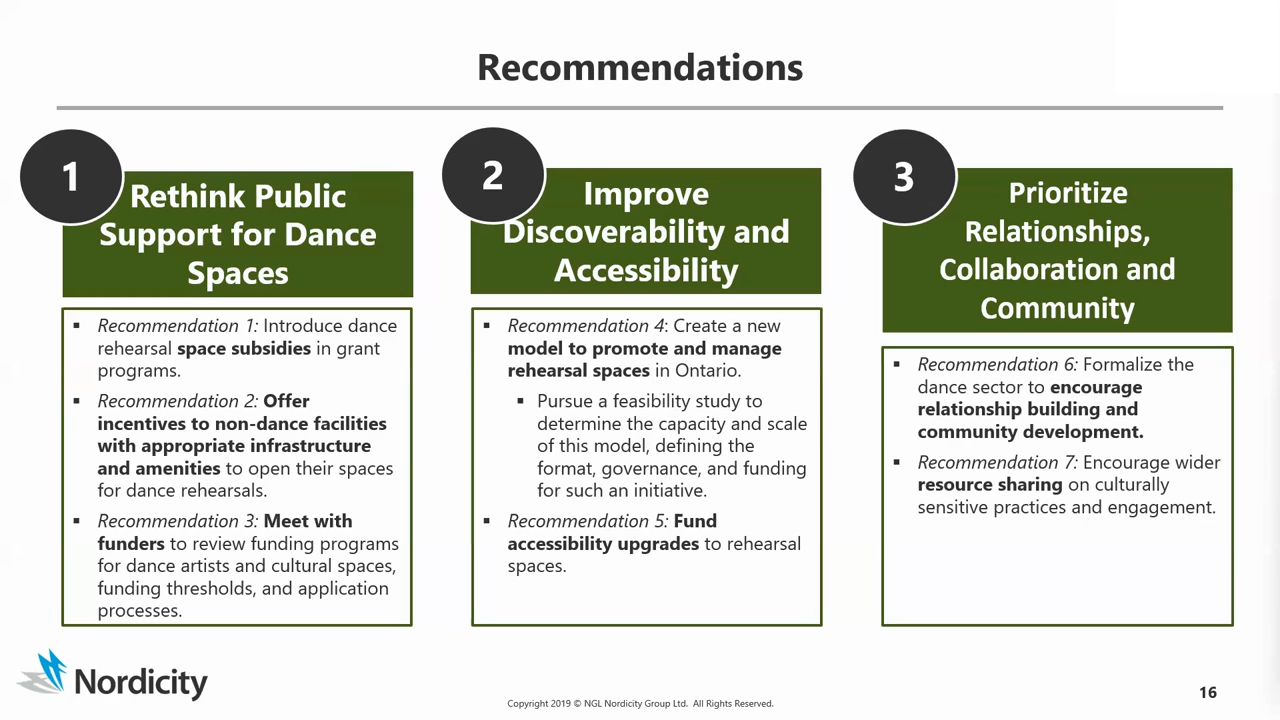 Recommendations
1
Rethink Public
Support for Dance
Spaces
▪ Recommendation 1: Introduce dance
rehearsal space subsidies in grant
programs.
▪ Recommendation 2: Offer
incentives to non-dance facilities
with appropriate infrastructure
and amenities to open their spaces
for dance rehearsals.
▪ Recommendation 3: Meet with
funders to review funding programs
for dance artists and cultural spaces,
funding thresholds, and application
processes.
2
Improve
Discoverability and
Accessibility
▪ Recommendation 4: Create a new
model to promote and manage
rehearsal spaces in Ontario.
▪ Pursue a feasibility study to
determine the capacity and scale
of this model, defining the
format, governance, and funding
for such an initiative.
▪ Recommendation 5: Fund
accessibility upgrades to rehearsal
spaces.
3
Prioritize
Relationships,
Collaboration and
Community
▪ Recommendation 6: Formalize the
dance sector to encourage
relationship building and
community development.
▪ Recommendation 7: Encourage wider
resource sharing on culturally
sensitive practices and engagement.
Nordicity
Copyright 2019 © NGL Nordicity Group Ltd. All Rights Reserved.
16